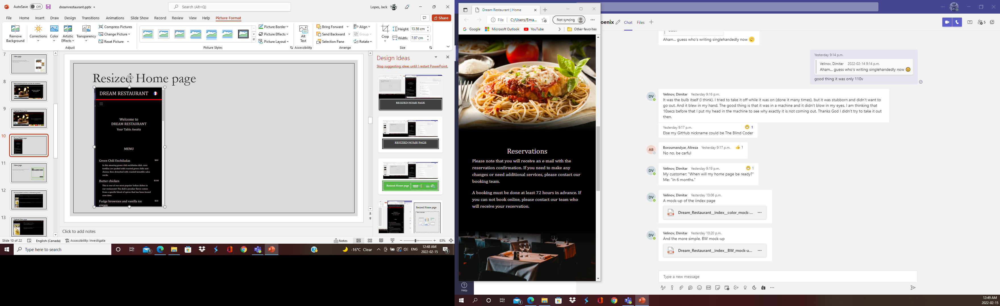 AutoSave Off dreamrestaurant.pptx
Search (Alt+Q)
Lopes, Jack
File Home Insert Draw Design Transitions Animations Slide Show Record Review View Help Picture Format
Share
Remove Background
Corrections
Color
Artistic Effects
Transparency
Compress Pictures
Change Picture
Reset Picture
Adjust
Picture Styles
Picture Border
Picture Effects
Picture Layout
Alt Text
Accessibility
Bring Forward
Send Backward
Selection Pane
Align
Group
Rotate
Arrange
Crop
Height: 13.56 cm
Width: 7.97 cm
Size
7
8
9
10
11
12
13
Resized Home page
DREAM RESTAURANT
Welcome to
DREAM RESTAURANT
Your Table Awaits
MENU
Green Chili Enchiladas $80
In this amazing green chili enchiladas dish, corn
tortillas are packed with roasted green chilis and
cheese, then drenched with roasted tomatillo salsa
verde.
Butter chicken $100
This is one of our most popular Indian dishes in
our restaurant! The dish's peculiar flavor comes
from a specific blend of spices that has been honed
over time.
Fudge brownies and vanilla ice $50
cream
Click to add notes
Design Ideas
Stop suggesting ideas until I restart PowerPoint.
RESIZED HOME PAGE
RESIZED HOME PAGE
Resized Home page
Resized Home page
Slide 10 of 22 English (Canada) Accessibility: Investigate
Notes 83%
Type here to search
-16°C Clear ENG
12:48 AM
2022-02-15
5
Dream Restaurant | Home
File C:/Users/Ema...
Not syncing
Google Microsoft Outlook YouTube Other favorites
Reservations
Please note that you will receive an e-mail with the
reservation confirmation. If you need to make any
changes or need additional services, please contact our
booking team.
A booking must be done at least 72 hours in advance. If
you can not book online, please contact our team who
will receive your reservation.
Help
oenix Chat Files
5
Aham... guess who's writing singlehandedly now
Yesterday 9:14 p.m.
Velinov, Dimitar 2022-02-14 9:14 p.m.
Aham... guess who's writing singlehandedly now
good thing it was only 110v
DV
Velinov, Dimitar Yesterday 9:16 p.m.
It was the bulb itself (I think). I tried to take it off while it was on (done it many times), but it was stubborn and didn't want to
go out. And it blew in my hand. The good thing is that it was in a machine and it didn't blow in my eyes. I am thinking that
10secs before that I put my head in the machine to see why exactly it is not coming out. Thanks God I didn't try to take it out
then.
Yesterday 9:17 p.m. 1
Else my GitHub nickname could be The Blind Coder
AB
Boroumandyar, Alireza Yesterday 9:17 p.m. 1
No no, be carful
DV
Velinov, Dimitar Yesterday 9:19 p.m. 1
My customer: "When will my home page be ready?"
Me: "In 6 months."
DV
Velinov, Dimitar Yesterday 10:06 p.m.
A mock-up of the iindex page
Dream_Restaurant__index__color_mock-...
DV
Velinov, Dimitar Yesterday 10:20 p.m.
And the more simple, BW mock-up
Dream_Restaurant__index__BW_mock-u...
Type a new message
12:49 AM
2022-02-15